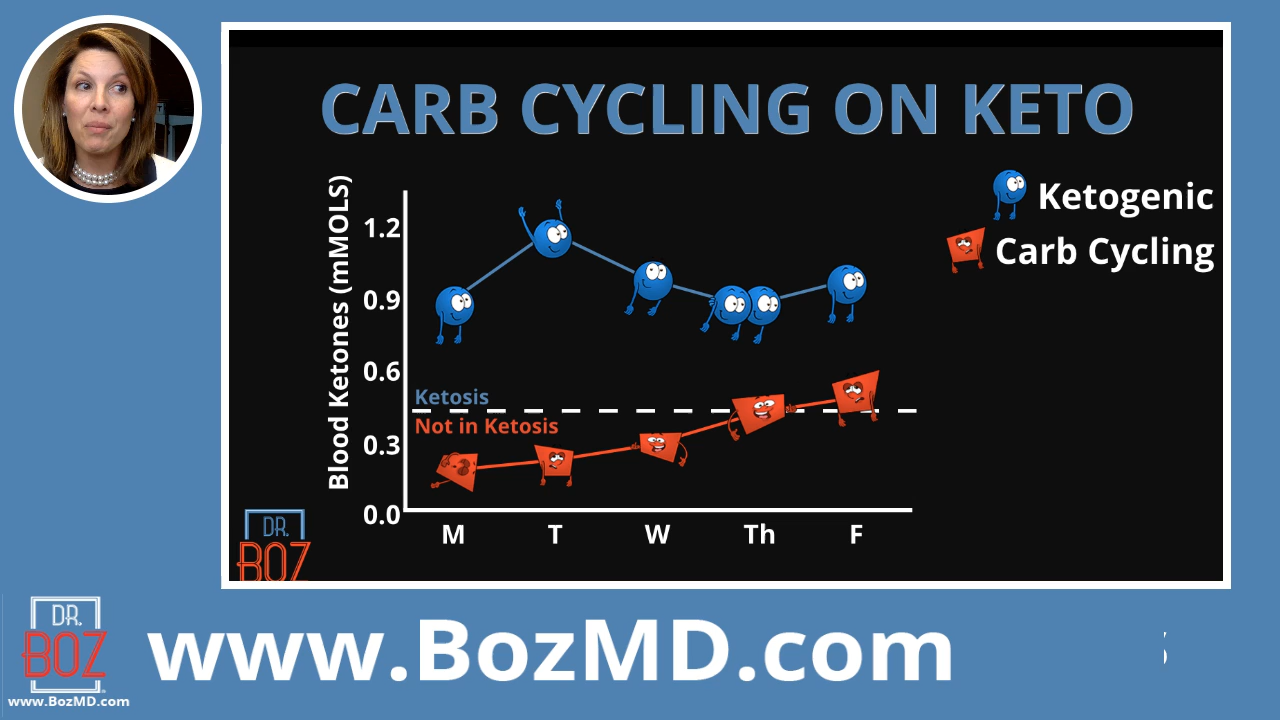 CARB CYCLING ON KETO
Ketogenic
Carb Cycling
Blood Ketones (mMOLS)
1.2
0.9
0.6
0.3
0.0
Ketosis
Not in Ketosis
M T W Th F
DR.
BOZ
DR.
BOZ
www.BozMD.com
www.BozMD.com